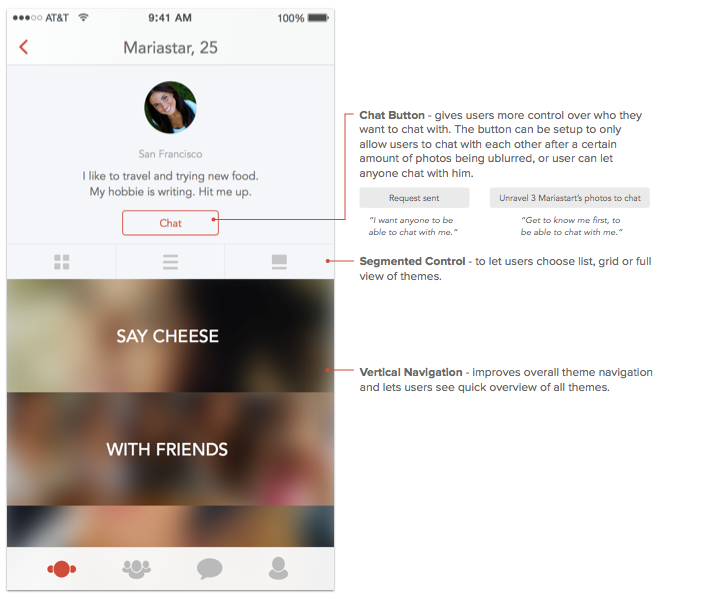 AT&T 9:41 AM 100%
Mariastar, 25
San Francisco
I like to travel and trying new food.
My hobbie is writing. Hit me up.
Chat
SAY CHEESE
WITH FRIENDS
Chat Button - gives users more control over who they
want to chat with. The button can be setup to only
allow users to chat with each other after a certain
amount of photos being ublurred, or user can let
anyone chat with him.
Request sent
Unravel 3 Mariastart's photos to chat
“I want anyone to be
able to chat with me.”
“Get to know me first, to
be able to chat with me.”
Segmented Control - to let users choose list, grid or full
view of themes.
Vertical Navigation - improves overall theme navigation
and lets users see quick overview of all themes.